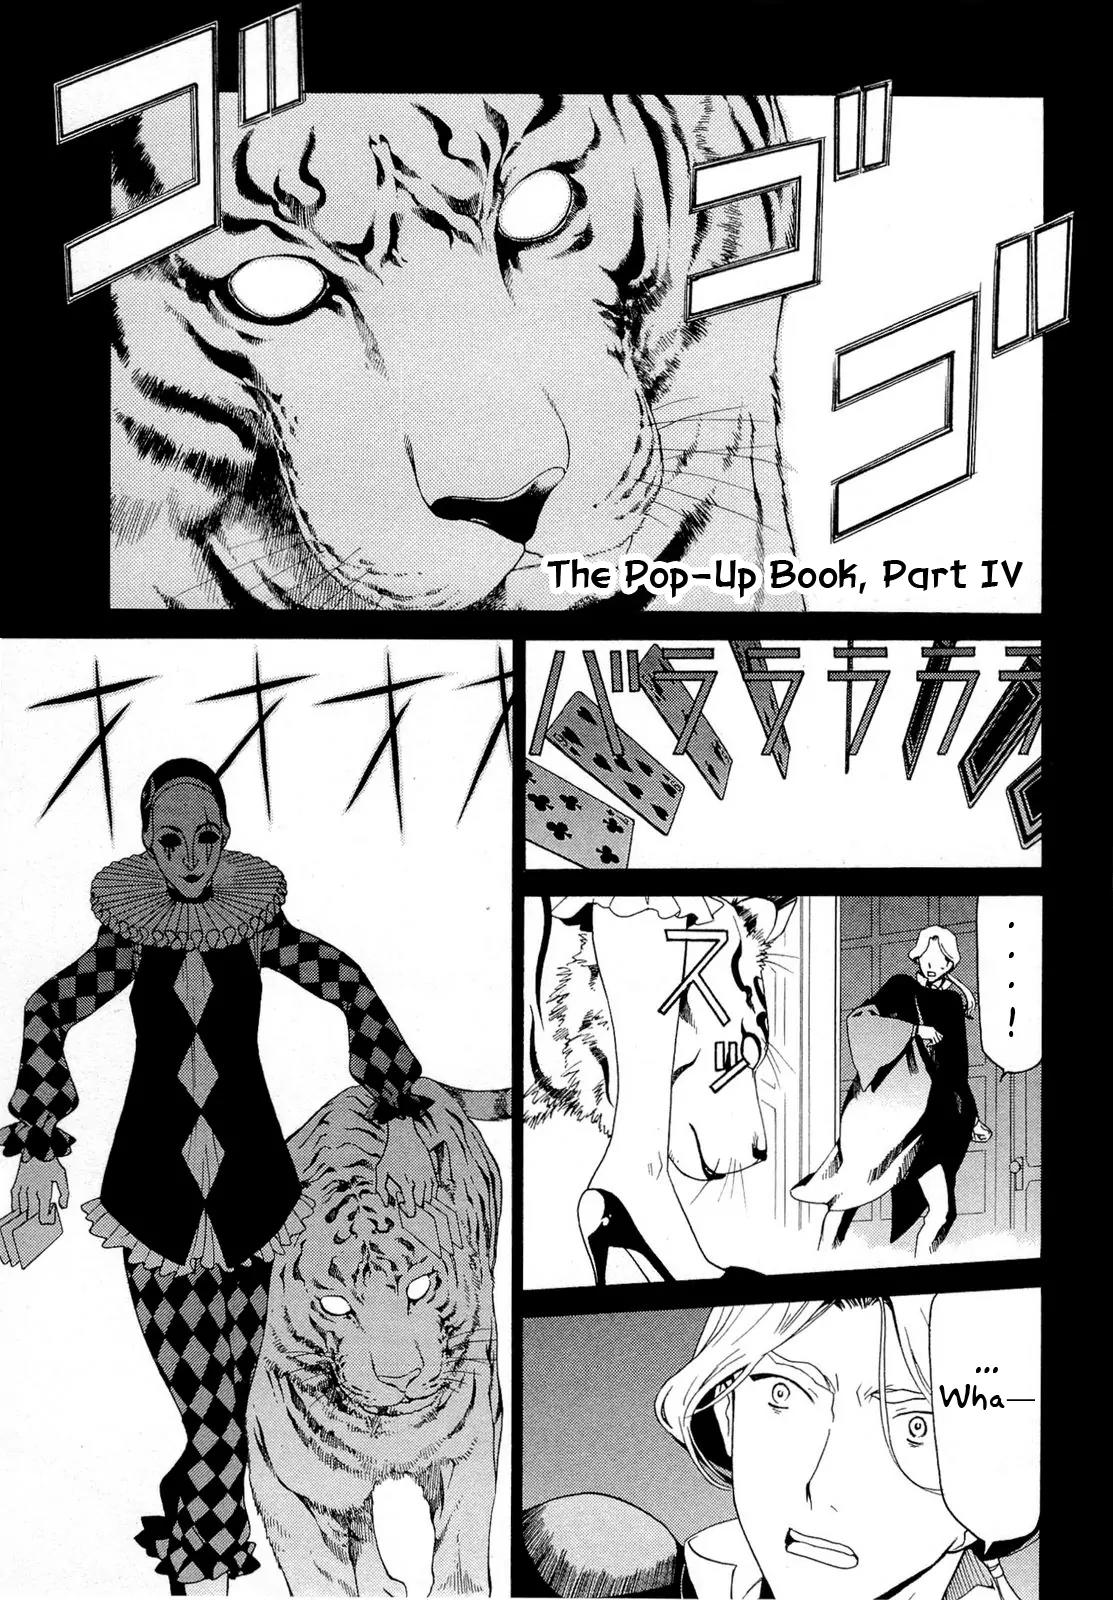 ゴゴゴ
The Pop-Up Book, Part IV
バラララララ
オオオオ
....!
スッ
...
Wha—